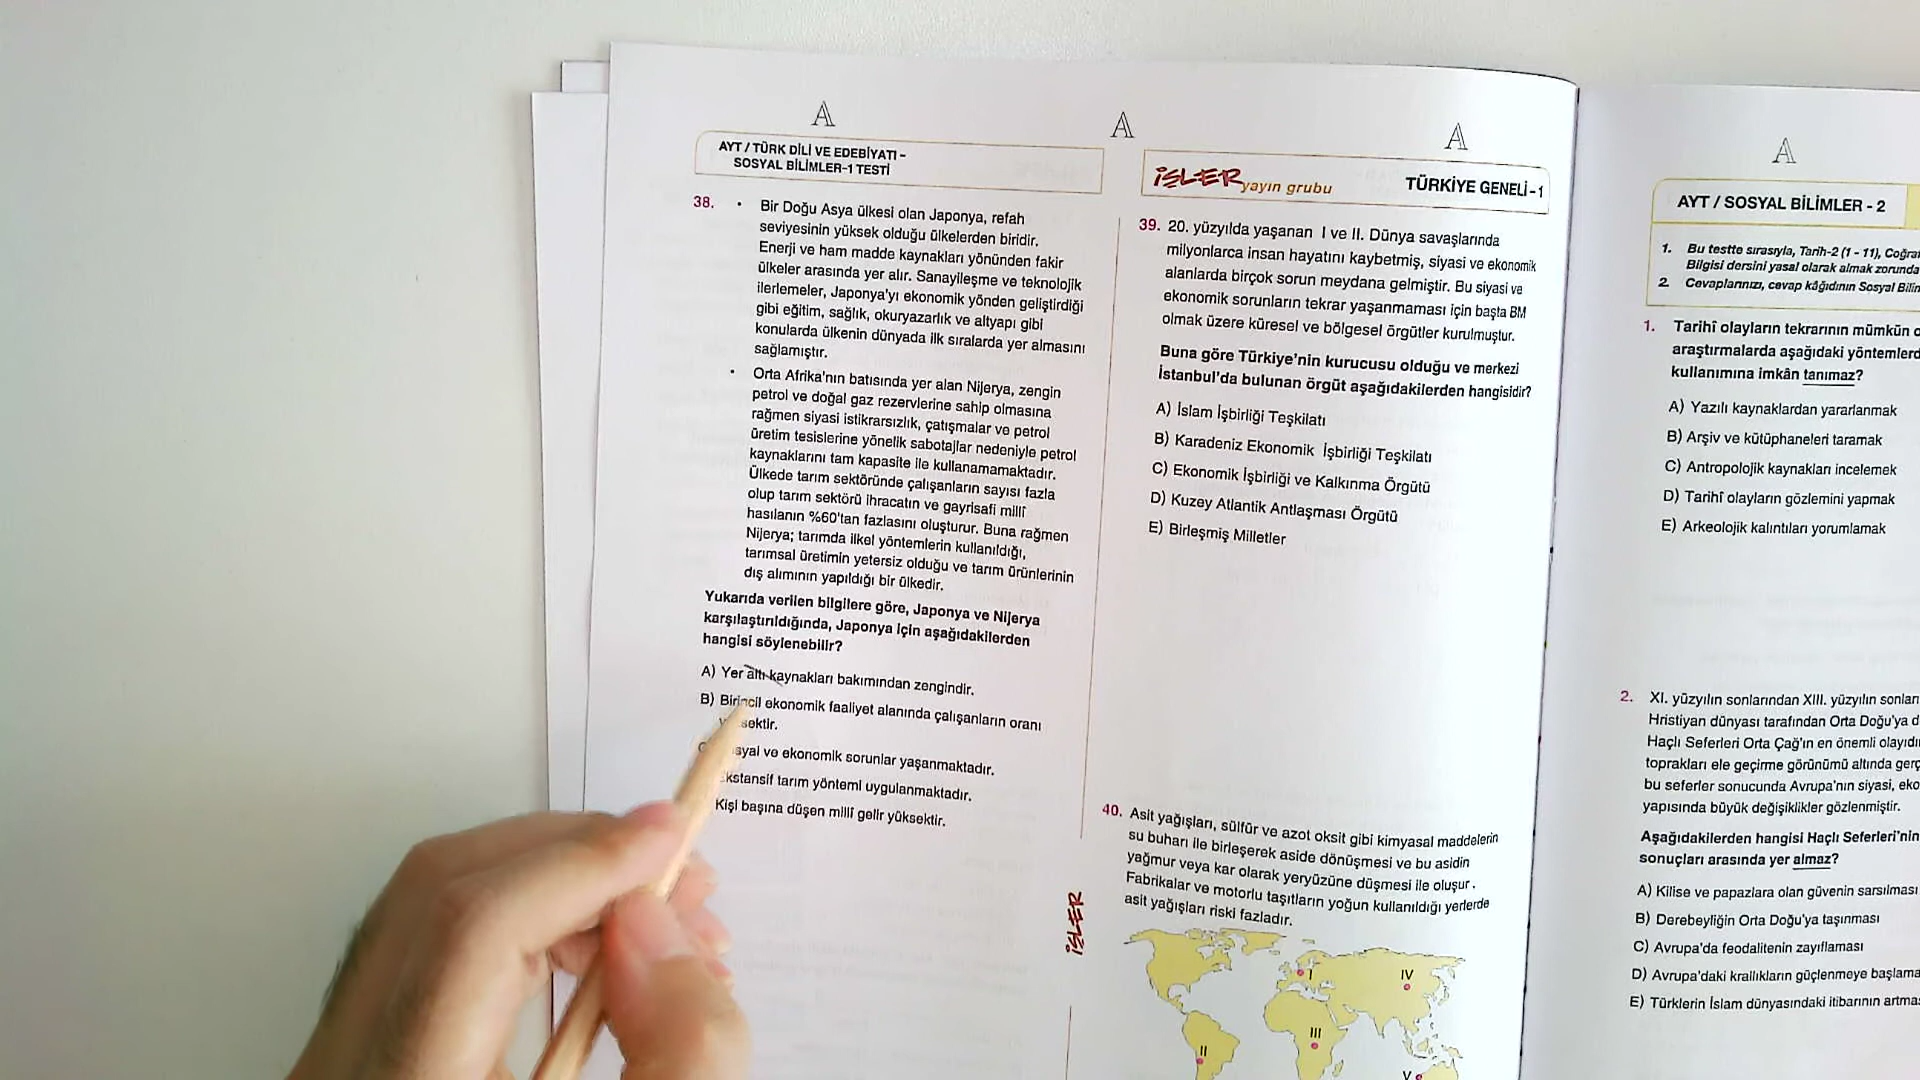 A
A
A
A
AYT / TÜRK DİLİ VE EDEBİYATI –
SOSYAL BİLİMLER–1 TESTİ
38. • Bir Doğu Asya ülkesi olan Japonya, refah
seviyesinin yüksek olduğu ülkelerden biridir.
Enerji ve ham madde kaynakları yönünden fakir
ülkeler arasında yer alır. Sanayileşme ve teknolojik
ilerlemeler, Japonya'yı ekonomik yönden geliştirdiği
gibi eğitim, sağlık, okuryazarlık ve altyapı gibi
konularda ülkenin dünyada ilk sıralarda yer almasını
sağlamıştır.
• Orta Afrika'nın batısında yer alan Nijerya, zengin
petrol ve doğal gaz rezervlerine sahip olmasına
rağmen siyasi istikrarsızlık, çatışmalar ve petrol
üretim tesislerine yönelik sabotajlar nedeniyle petrol
kaynaklarını tam kapasite ile kullanamamaktadır.
Ülkede tarım sektöründe çalışanların sayısı fazla
olup tarım sektörü ihracatın ve gayrisafi millî
hasılanın %60'tan fazlasını oluşturur. Buna rağmen
Nijerya; tarımda ilkel yöntemlerin kullanıldığı,
tarımsal üretimin yetersiz olduğu ve tarım ürünlerinin
dış alımının yapıldığı bir ülkedir.
Yukarıda verilen bilgilere göre, Japonya ve Nijerya
karşılaştırıldığında, Japonya için aşağıdakilerden
hangisi söylenebilir?
A) Yer altı kaynakları bakımından zengindir.
B) Birincil ekonomik faaliyet alanında çalışanların oranı
ve ekonomik sorunlar yaşanmaktadır.
tarım yöntemi uygulanmaktadır.
Kişi başına düşen millî gelir yüksektir.
İŞLER yayın grubu
TÜRKİYE GENELİ – 1
39. 20. yüzyılda yaşanan I ve II. Dünya savaşlarında
milyonlarca insan hayatını kaybetmiş, siyasi ve ekonomik
alanlarda birçok sorun meydana gelmiştir. Bu siyasi ve
ekonomik sorunların tekrar yaşanmaması için başta BM
olmak üzere küresel ve bölgesel örgütler kurulmuştur.
Buna göre Türkiye'nin kurucusu olduğu ve merkezi
İstanbul'da bulunan örgüt aşağıdakilerden hangisidir?
A) İslam İşbirliği Teşkilatı
B) Karadeniz Ekonomik İşbirliği Teşkilatı
C) Ekonomik İşbirliği ve Kalkınma Örgütü
D) Kuzey Atlantik Antlaşması Örgütü
E) Birleşmiş Milletler
40. Asit yağışları, sülfür ve azot oksit gibi kimyasal maddelerin
su buharı ile birleşerek aside dönüşmesi ve bu asidin
yağmur veya kar olarak yeryüzüne düşmesi ile oluşur.
Fabrikalar ve motorlu taşıtların yoğun kullanıldığı yerlerde
asit yağışları riski fazladır.
I
IV
III
II
V
İŞLER
AYT / SOSYAL BİLİMLER - 2
1. Bu testte sırasıyla, Tarih-2 (1 - 11),
Bilgisi dersini yasal olarak almak zorunda
2. Cevaplarınızı, cevap kâğıdının Sosyal
1. Tarihî olayların tekrarının mümkün
araştırmalarda aşağıdaki
kullanımına imkân tanımaz?
A) Yazılı kaynaklardan yararlanmak
B) Arşiv ve kütüphaneleri taramak
C) Antropolojik kaynakları incelemek
D) Tarihî olayların gözlemini yapmak
E) Arkeolojik kalıntıları yorumlamak
2. XI. yüzyılın sonlarından XIII. yüzyılın
Hristiyan dünyası tarafından Orta Doğu'ya
Haçlı Seferleri Orta Çağ'ın en önemli
toprakları ele geçirme görünümü altında
bu seferler sonucunda Avrupa'nın siyasi,
yapısında büyük değişiklikler gözlenmiştir.
Aşağıdakilerden hangisi Haçlı Seferleri'nin
sonuçları arasında yer almaz?
A) Kilise ve papazlara olan güvenin sarsılması
B) Derebeyliğin Orta Doğu'ya taşınması
C) Avrupa'da feodalitenin zayıflaması
D) Avrupa'daki krallıkların güçlenmeye
E) Türklerin İslam dünyasındaki itibarının